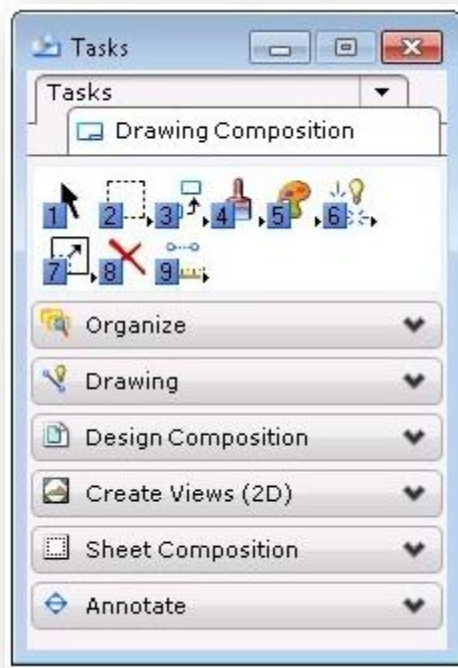 Tasks
Tasks
Drawing Composition
1 2 3 4 5 6
7 8 9
Organize
Drawing
Design Composition
Create Views (2D)
Sheet Composition
Annotate